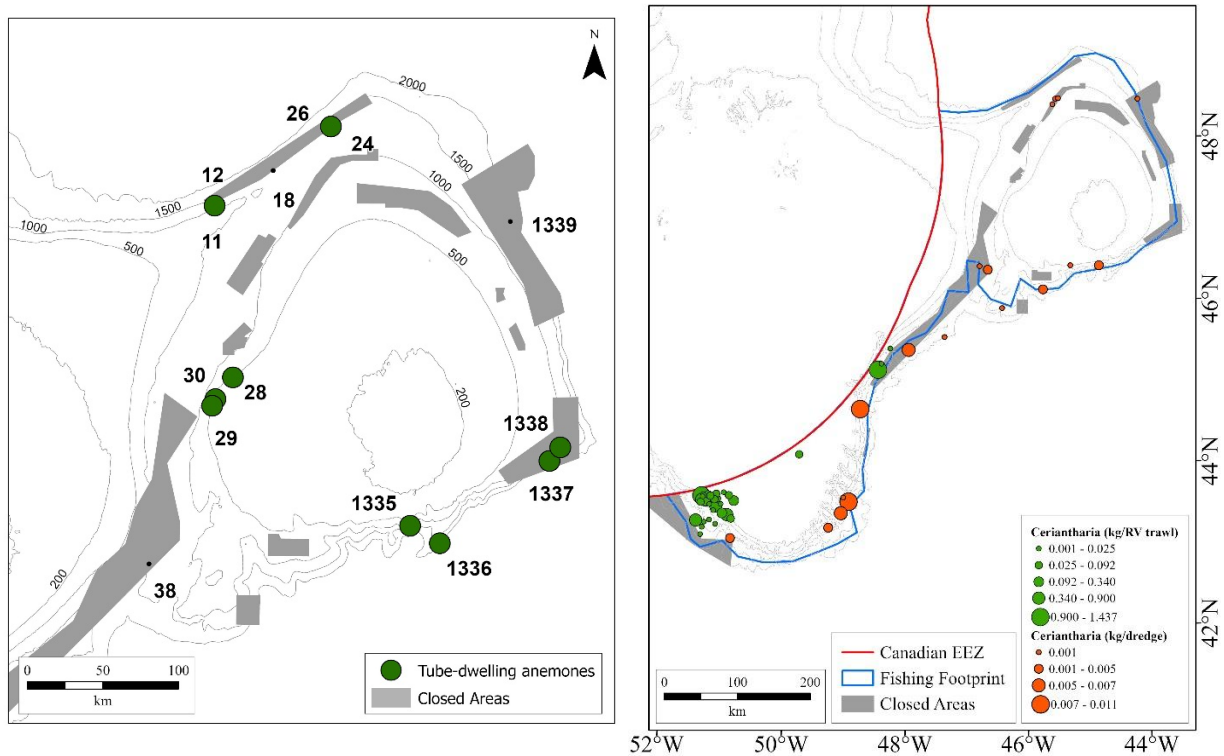 N
2000
26
24
1500
12
18
1000
1500
1339
1000
11
500
500
30
28
200
29
1338
1335
1337
1336
200
38
0 50 100
km
Tube-dwelling anemones
Closed Areas
48°N
46°N
44°N
42°N
Ceriantharia (kg/RV trawl)
0.001 - 0.025
0.025 - 0.092
0.092 - 0.340
0.340 - 0.900
0.900 - 1.437
Ceriantharia (kg/dredge)
0.001
0.001 - 0.005
0.005 - 0.007
0.007 - 0.011
Canadian EEZ
Fishing Footprint
Closed Areas
0 100 200
km
52°W 50°W 48°W 46°W 44°W